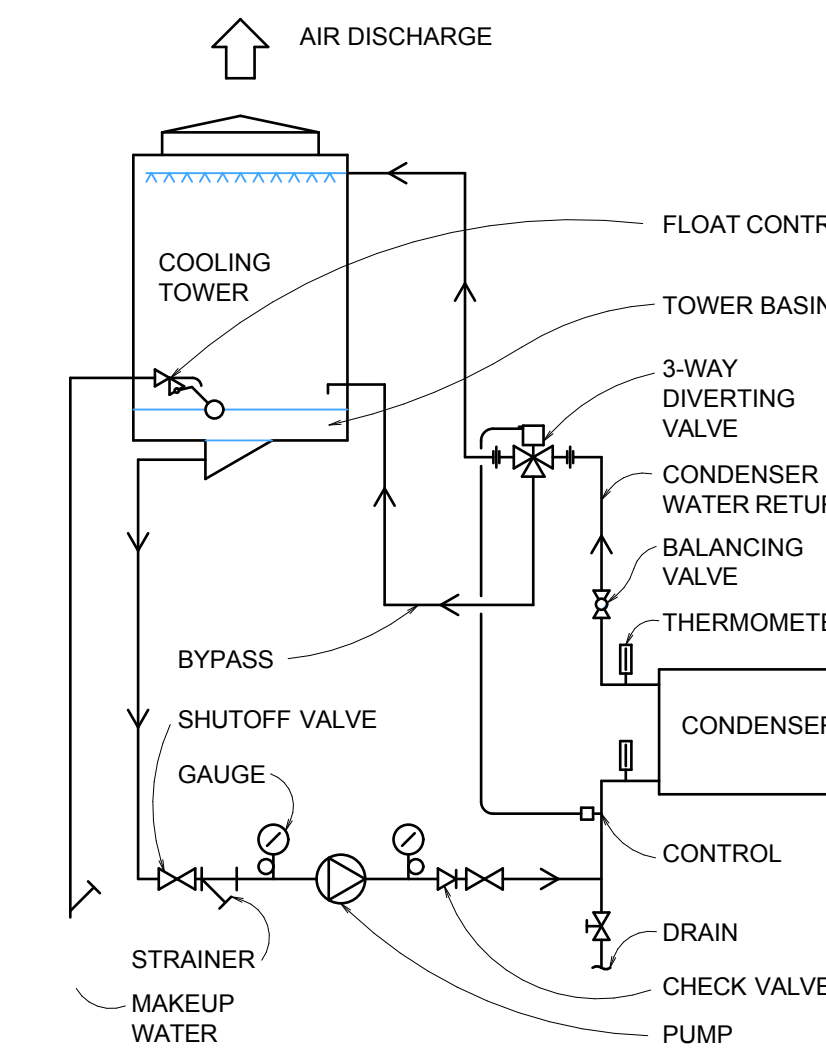 AIR DISCHARGE
FLOAT CONTR
COOLING
TOWER
TOWER BASIN
3-WAY
DIVERTING
VALVE
CONDENSER
WATER RETUR
BALANCING
VALVE
THERMOMETE
BYPASS
CONDENSER
SHUTOFF VALVE
GAUGE
CONTROL
DRAIN
STRAINER
CHECK VALVE
MAKEUP
WATER
PUMP